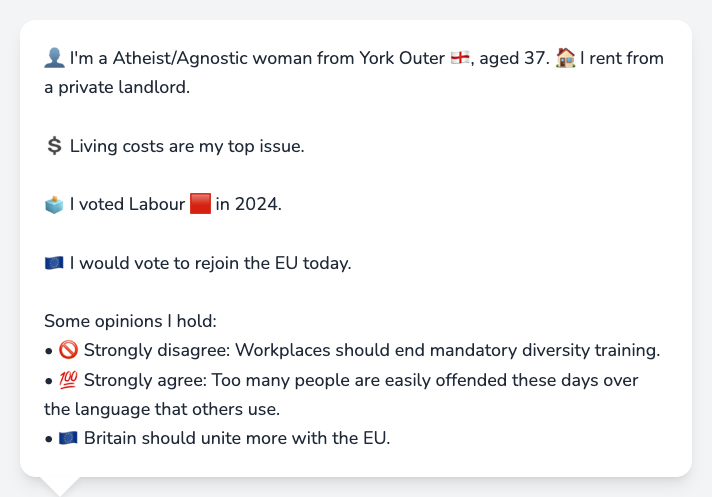 👤 I'm a Atheist/Agnostic woman from York Outer 🏴󠁧󠁢󠁥󠁮󠁧󠁿, aged 37. 🏠 I rent from
a private landlord.
💲 Living costs are my top issue.
🗳️ I voted Labour 🟥 in 2024.
🇪🇺 I would vote to rejoin the EU today.
Some opinions I hold:
• 🚫 Strongly disagree: Workplaces should end mandatory diversity training.
• 💯 Strongly agree: Too many people are easily offended these days over
the language that others use.
• 🇪🇺 Britain should unite more with the EU.